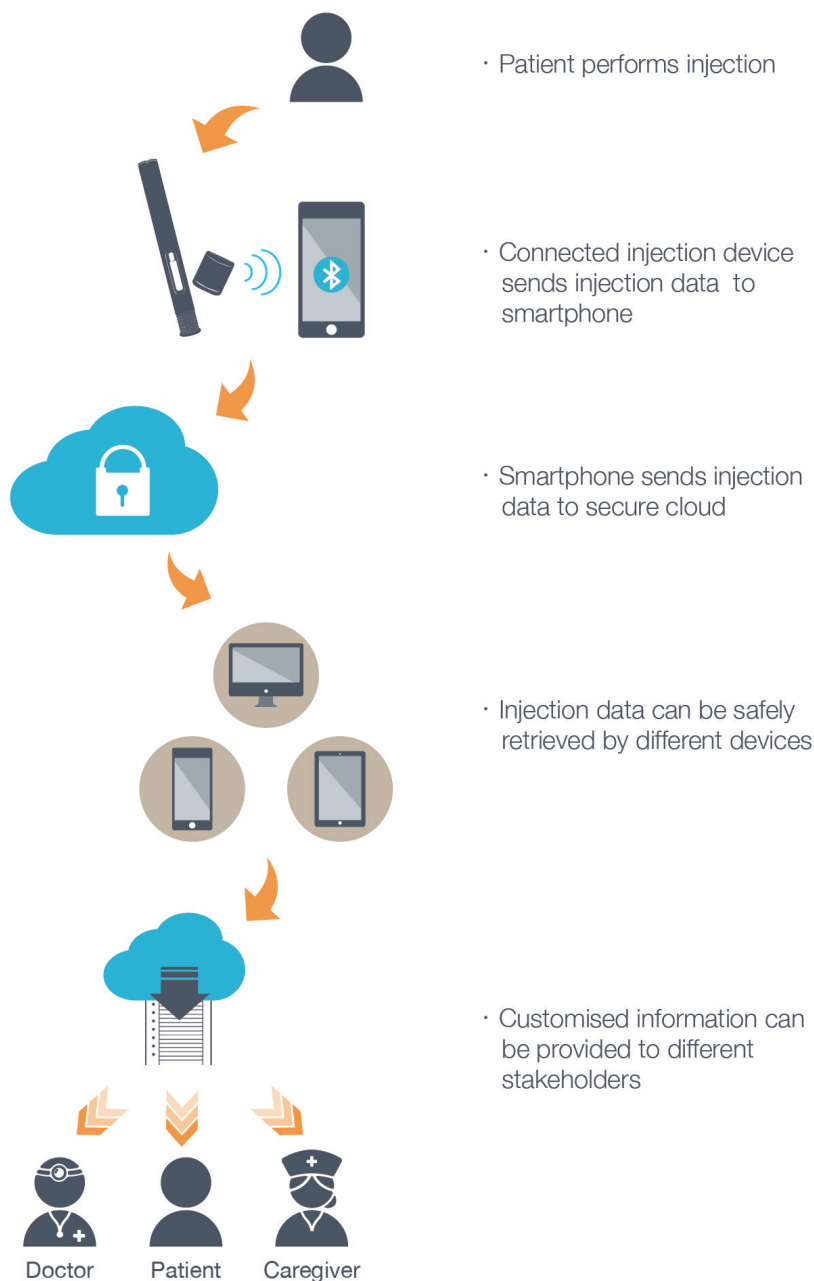 · Patient performs injection
· Connected injection device
sends injection data to
smartphone
· Smartphone sends injection
data to secure cloud
· Injection data can be safely
retrieved by different devices
· Customised information can
be provided to different
stakeholders
Doctor Patient Caregiver